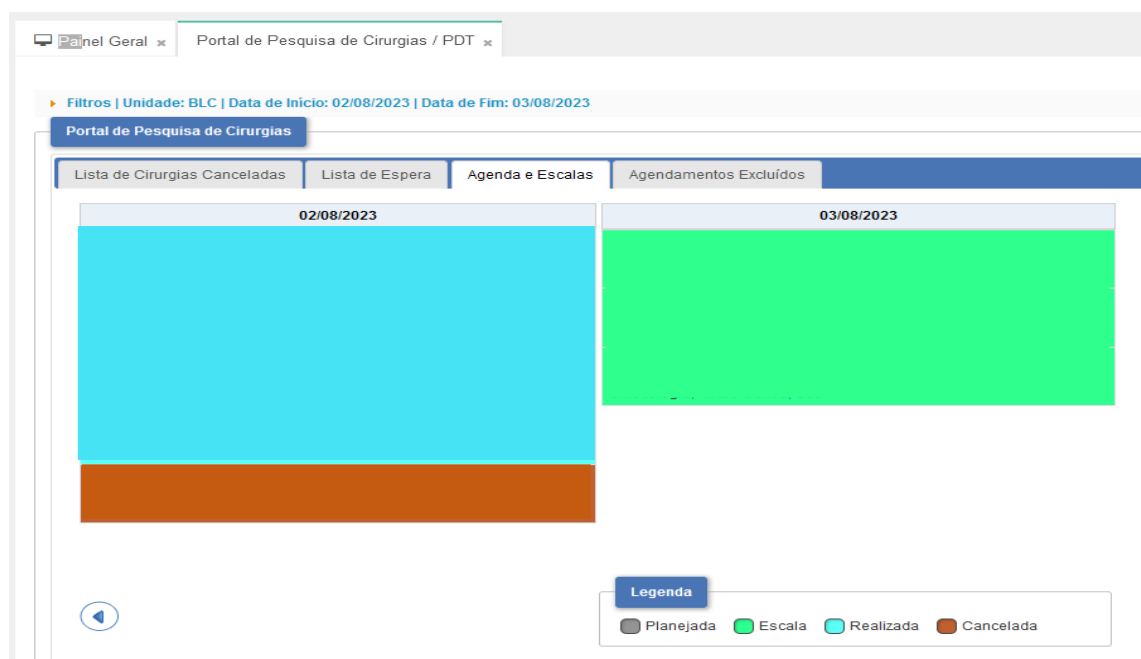 Painel Geral × Portal de Pesquisa de Cirurgias / PDT ×
Filtros | Unidade: BLC | Data de Início: 02/08/2023 | Data de Fim: 03/08/2023
Portal de Pesquisa de Cirurgias
Lista de Cirurgias Canceladas Lista de Espera Agenda e Escalas Agendamentos Excluídos
02/08/2023 03/08/2023
Legenda
Planejada Escala Realizada Cancelada